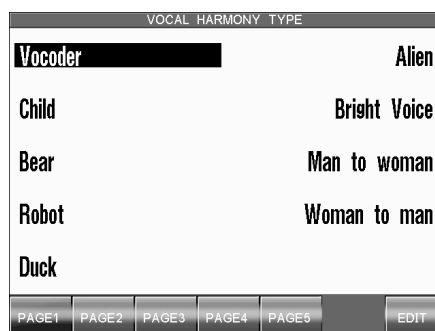 VOCAL HARMONY TYPE
Vocoder Alien
Child Bright Voice
Bear Man to woman
Robot Woman to man
Duck
PAGE1 PAGE2 PAGE3 PAGE4 PAGE5 EDIT